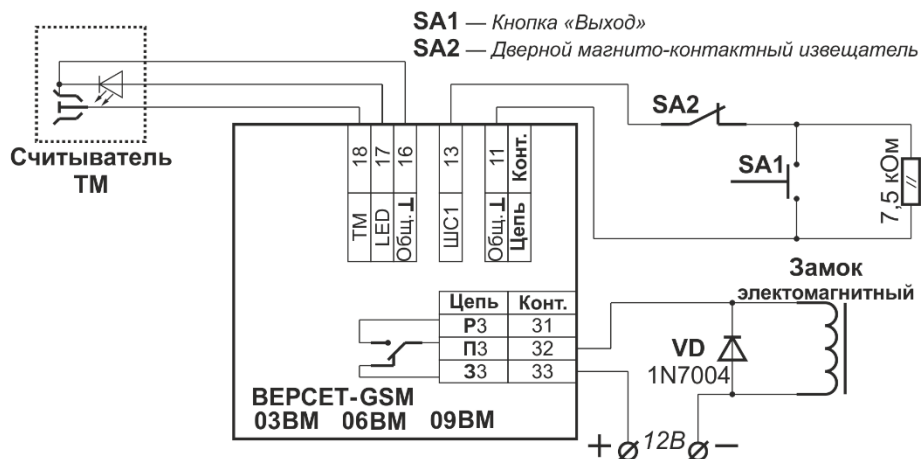 SA1 — Кнопка «Выход»
SA2 — Дверной магнито-контактный извещатель
Считыватель
ТМ
18
17
16
13
11
Конт.
ТМ
LED
Общ.⊥
ШС1
Общ.⊥
Цепь
SA2
SA1
7,5 кОм
Замок
электомагнитный
Цепь Конт.
Р3 31
П3 32
З3 33
VD
1N7004
ВЕРСЕТ-GSM
03ВМ 06ВМ 09ВМ
+ 12В −